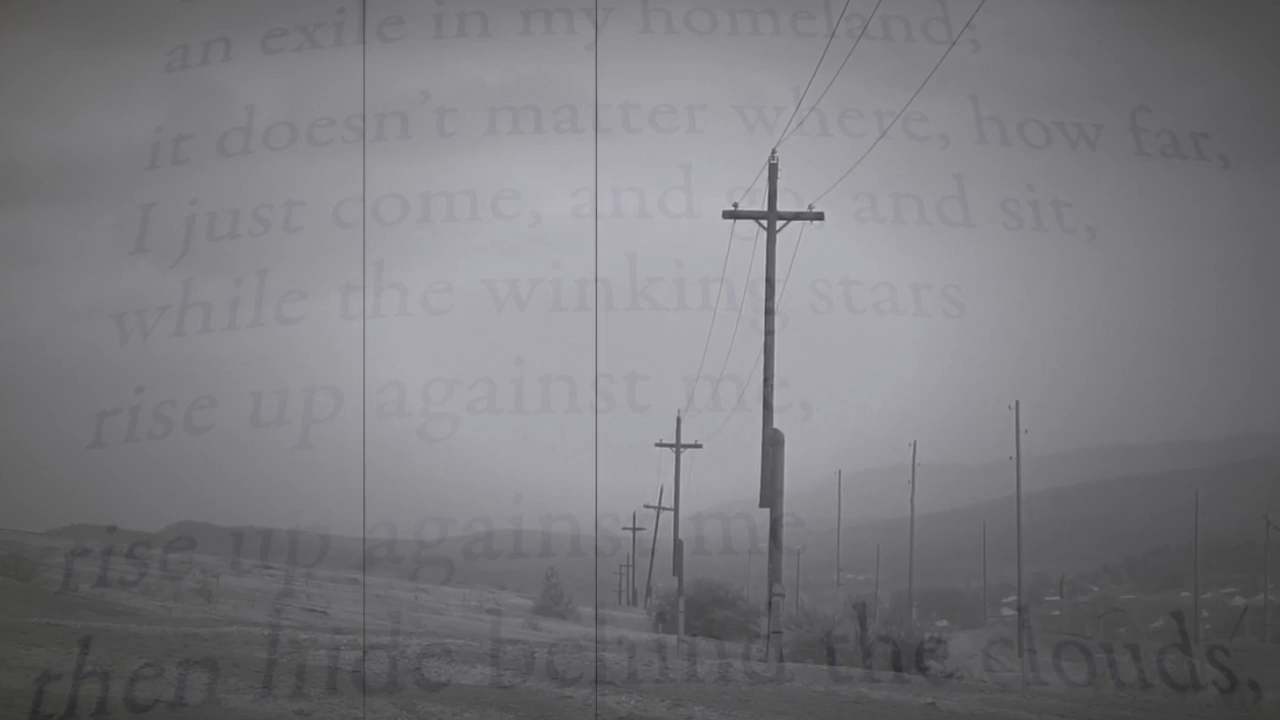 an exile in my homeland;
it doesn't matter where, how far,
I just come, and go and sit,
while the winking stars
rise up against me,
rise up against me
then hide behind the clouds,